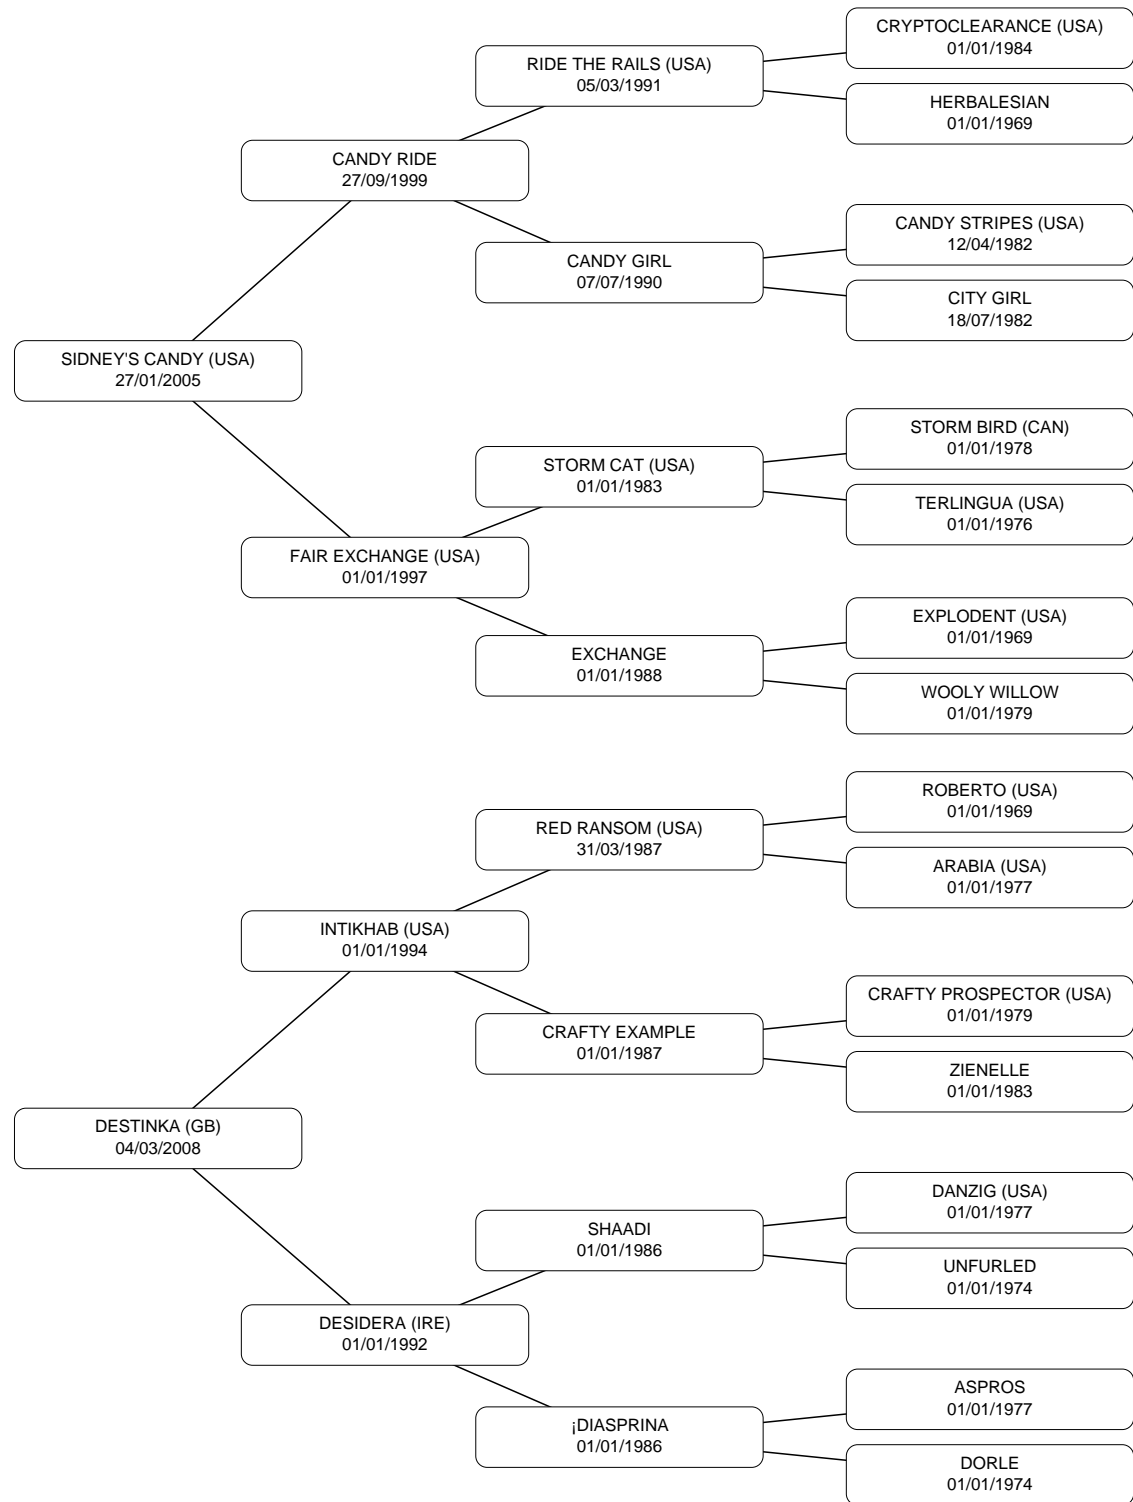 CRYPTOCLEARANCE (USA)
01/01/1984
RIDE THE RAILS (USA)
05/03/1991
HERBALESIAN
01/01/1969
CANDY RIDE
27/09/1999
CANDY STRIPES (USA)
12/04/1982
CANDY GIRL
07/07/1990
CITY GIRL
18/07/1982
SIDNEY'S CANDY (USA)
27/01/2005
STORM BIRD (CAN)
01/01/1978
STORM CAT (USA)
01/01/1983
TERLINGUA (USA)
01/01/1976
FAIR EXCHANGE (USA)
01/01/1997
EXPLODENT (USA)
01/01/1969
EXCHANGE
01/01/1988
WOOLY WILLOW
01/01/1979
ROBERTO (USA)
01/01/1969
RED RANSOM (USA)
31/03/1987
ARABIA (USA)
01/01/1977
INTIKHAB (USA)
01/01/1994
CRAFTY PROSPECTOR (USA)
01/01/1979
CRAFTY EXAMPLE
01/01/1987
ZIENELLE
01/01/1983
DESTINKA (GB)
04/03/2008
DANZIG (USA)
01/01/1977
SHAADI
01/01/1986
UNFURLED
01/01/1974
DESIDERA (IRE)
01/01/1992
ASPROS
01/01/1977
¡DIASPRINA
01/01/1986
DORLE
01/01/1974